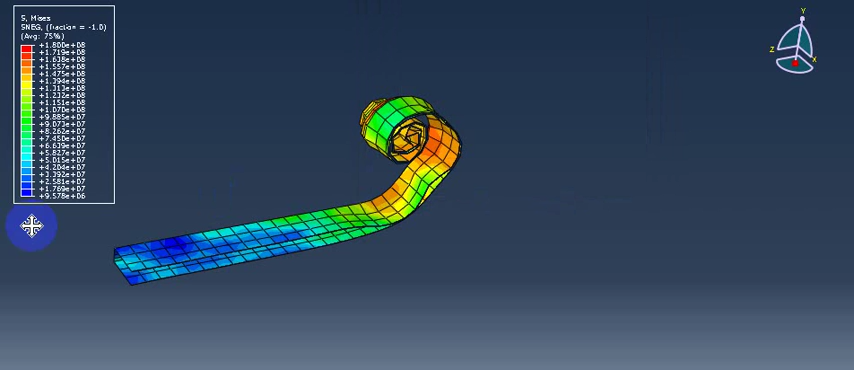 S, Mises
SNEG, (fraction = -1.0)
(Avg: 75%)
+1.800e+08
+1.719e+08
+1.638e+08
+1.557e+08
+1.475e+08
+1.394e+08
+1.313e+08
+1.232e+08
+1.151e+08
+1.070e+08
+9.885e+07
+9.073e+07
+8.262e+07
+7.450e+07
+6.639e+07
+5.827e+07
+5.015e+07
+4.204e+07
+3.392e+07
+2.581e+07
+1.769e+07
+9.578e+06
Y
Z
X